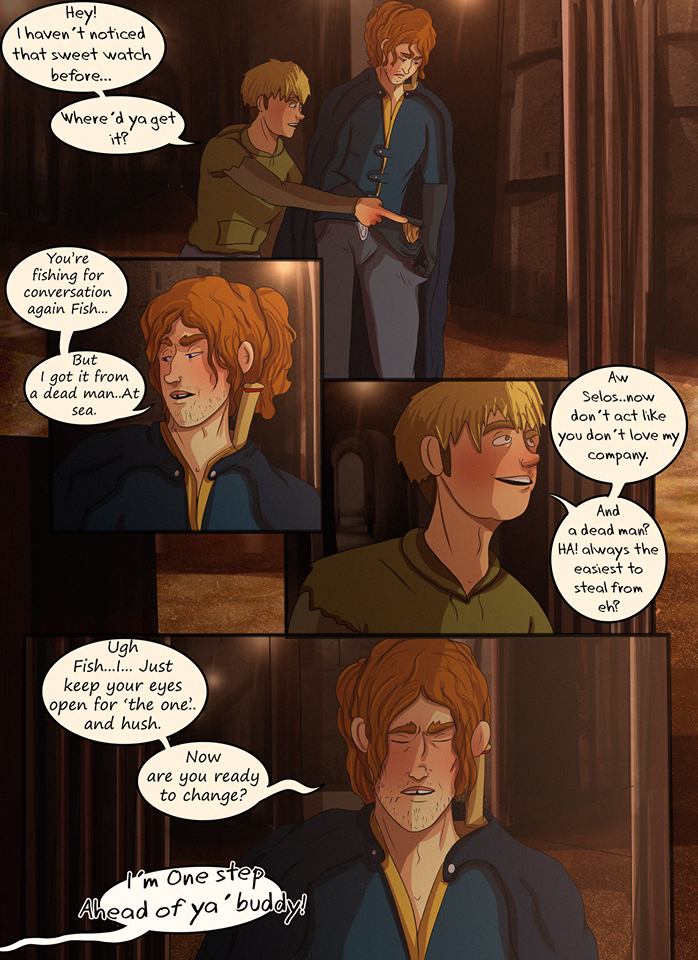 Hey!
I haven't noticed
that sweet watch
before...
Where'd ya get
it?
You're
fishing for
conversation
again Fish...
But
I got it from
a dead man..At
sea.
Aw
Selos..now
don't act like
you don't love my
company.
And
a dead man?
HA! always the
easiest to
steal from
eh?
Ugh
Fish...I... Just
keep your eyes
open for 'the one'.
and hush.
Now
are you ready
to change?
I'm One step
Ahead of ya' buddy!